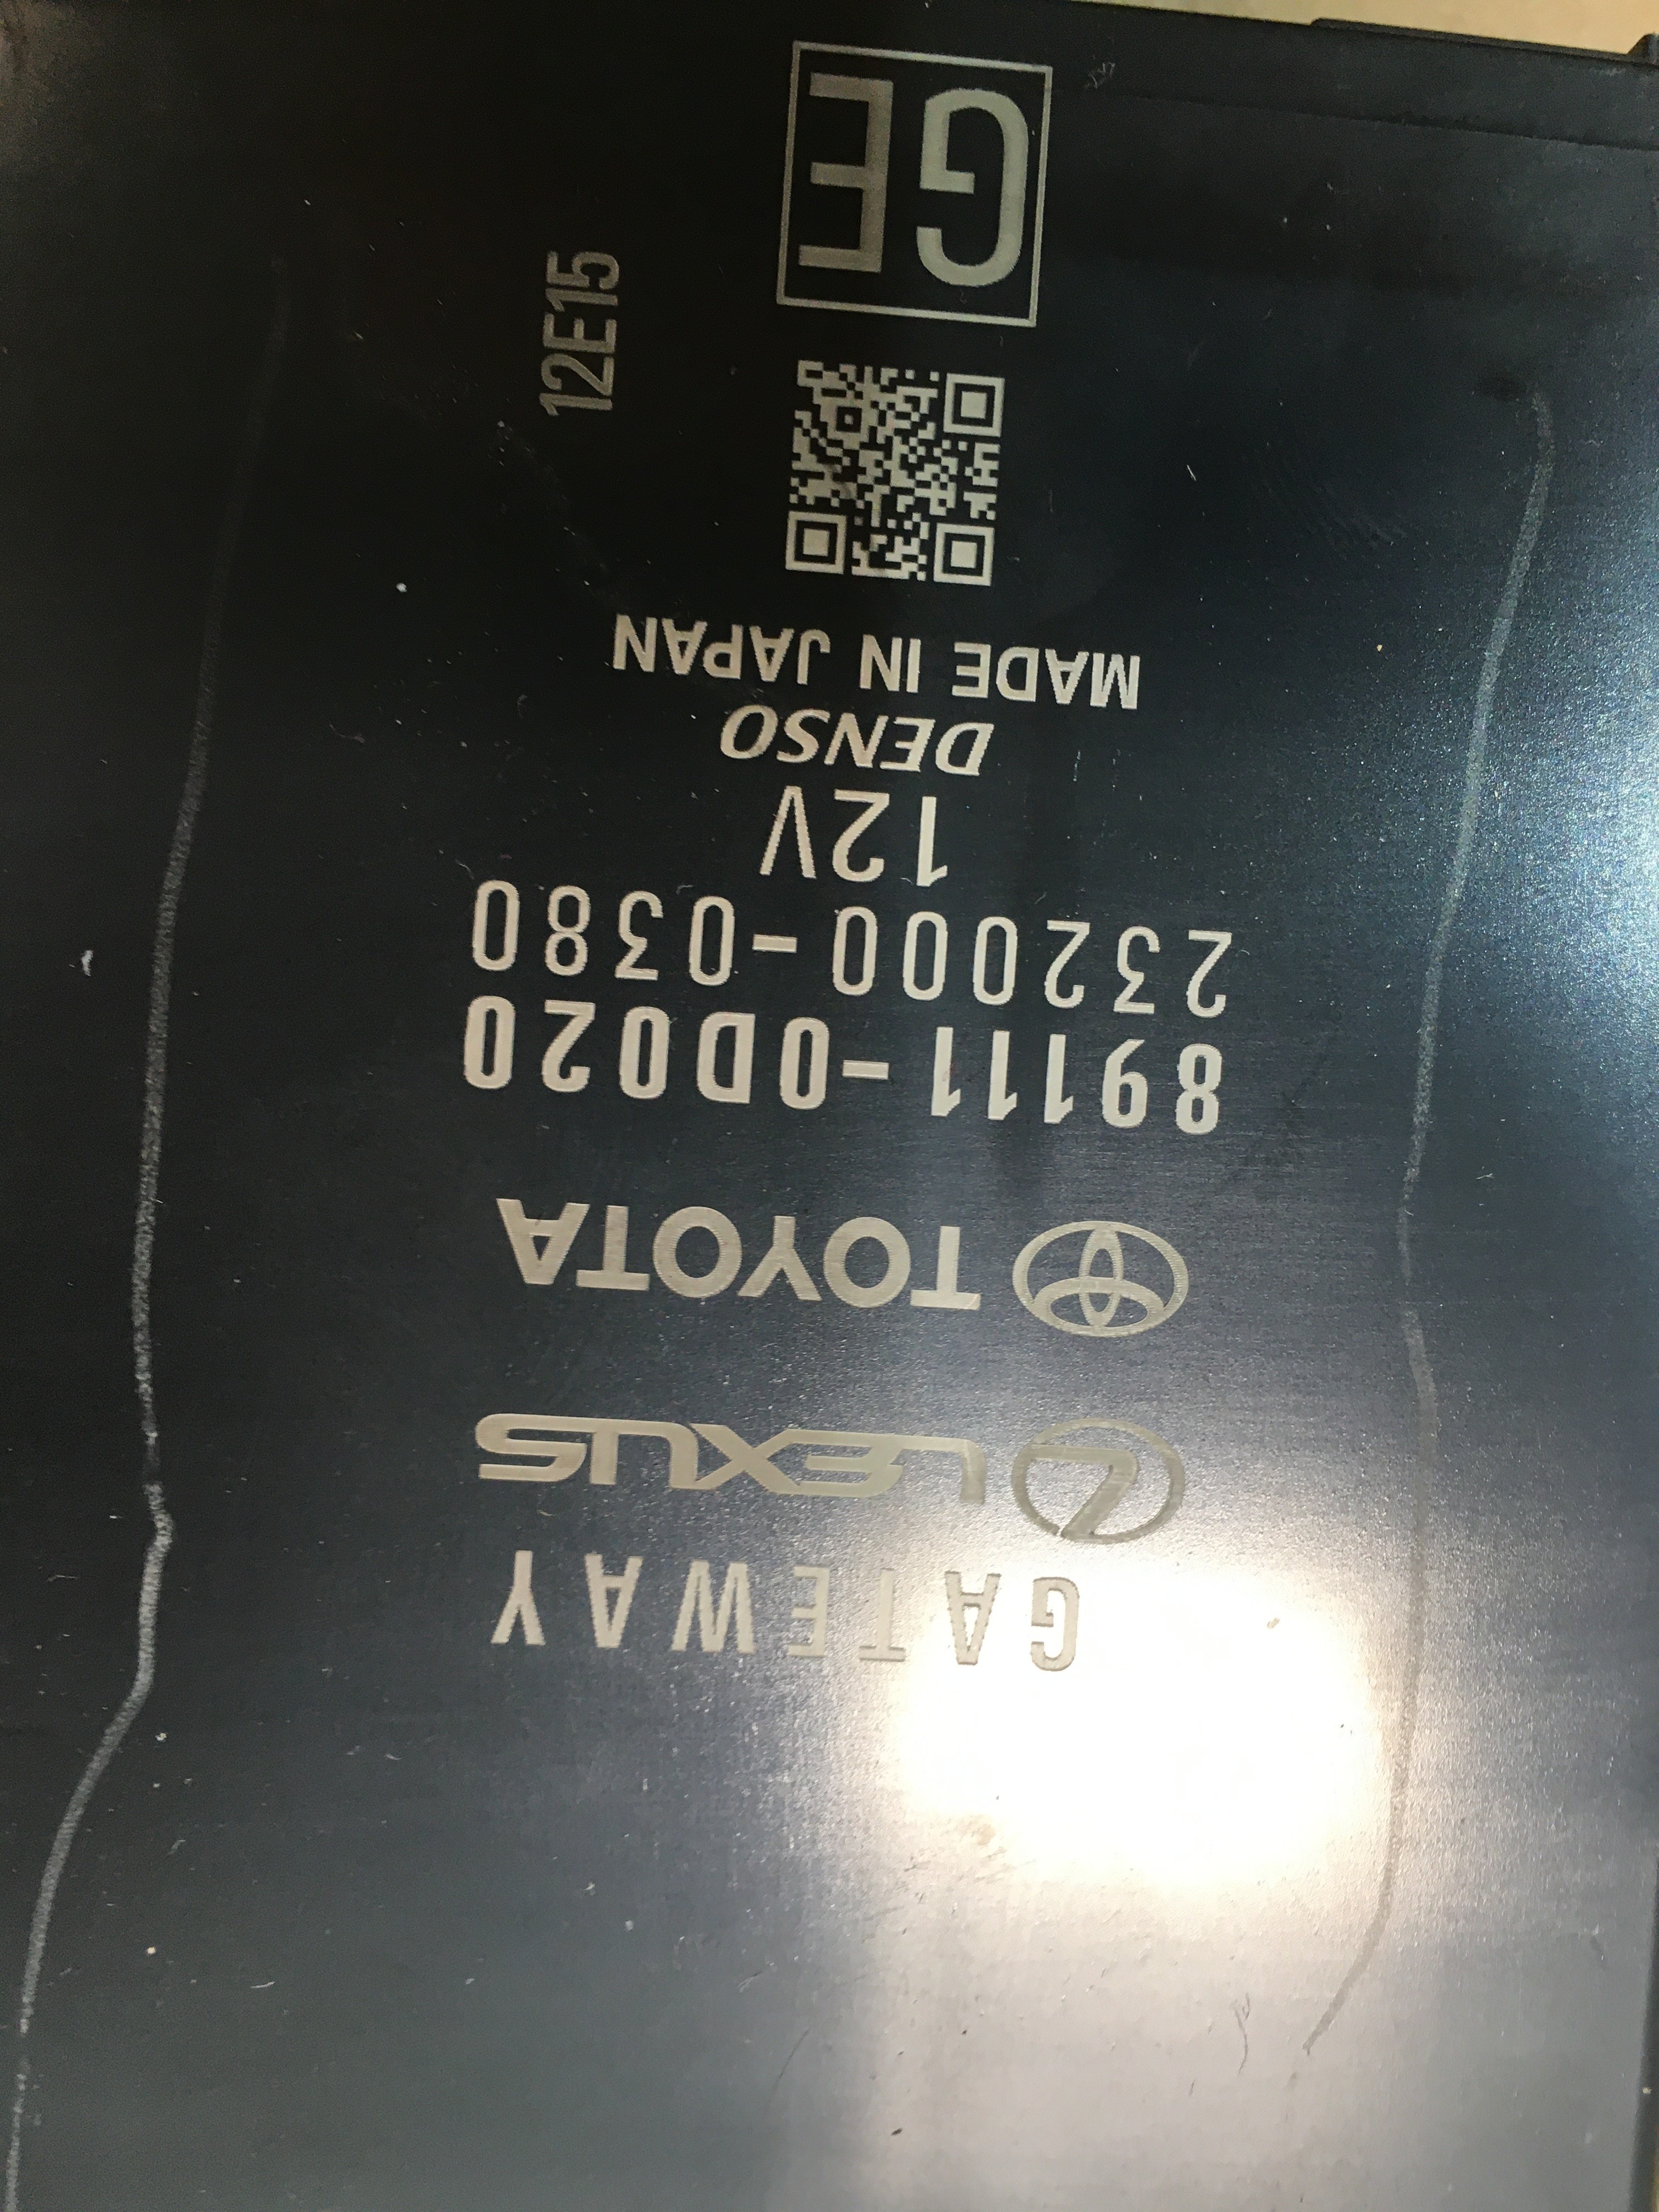 GATEWAY
LEXUS
TOYOTA
89111-0D020
232000-0380
12V
DENSO
MADE IN JAPAN
12E15
GE